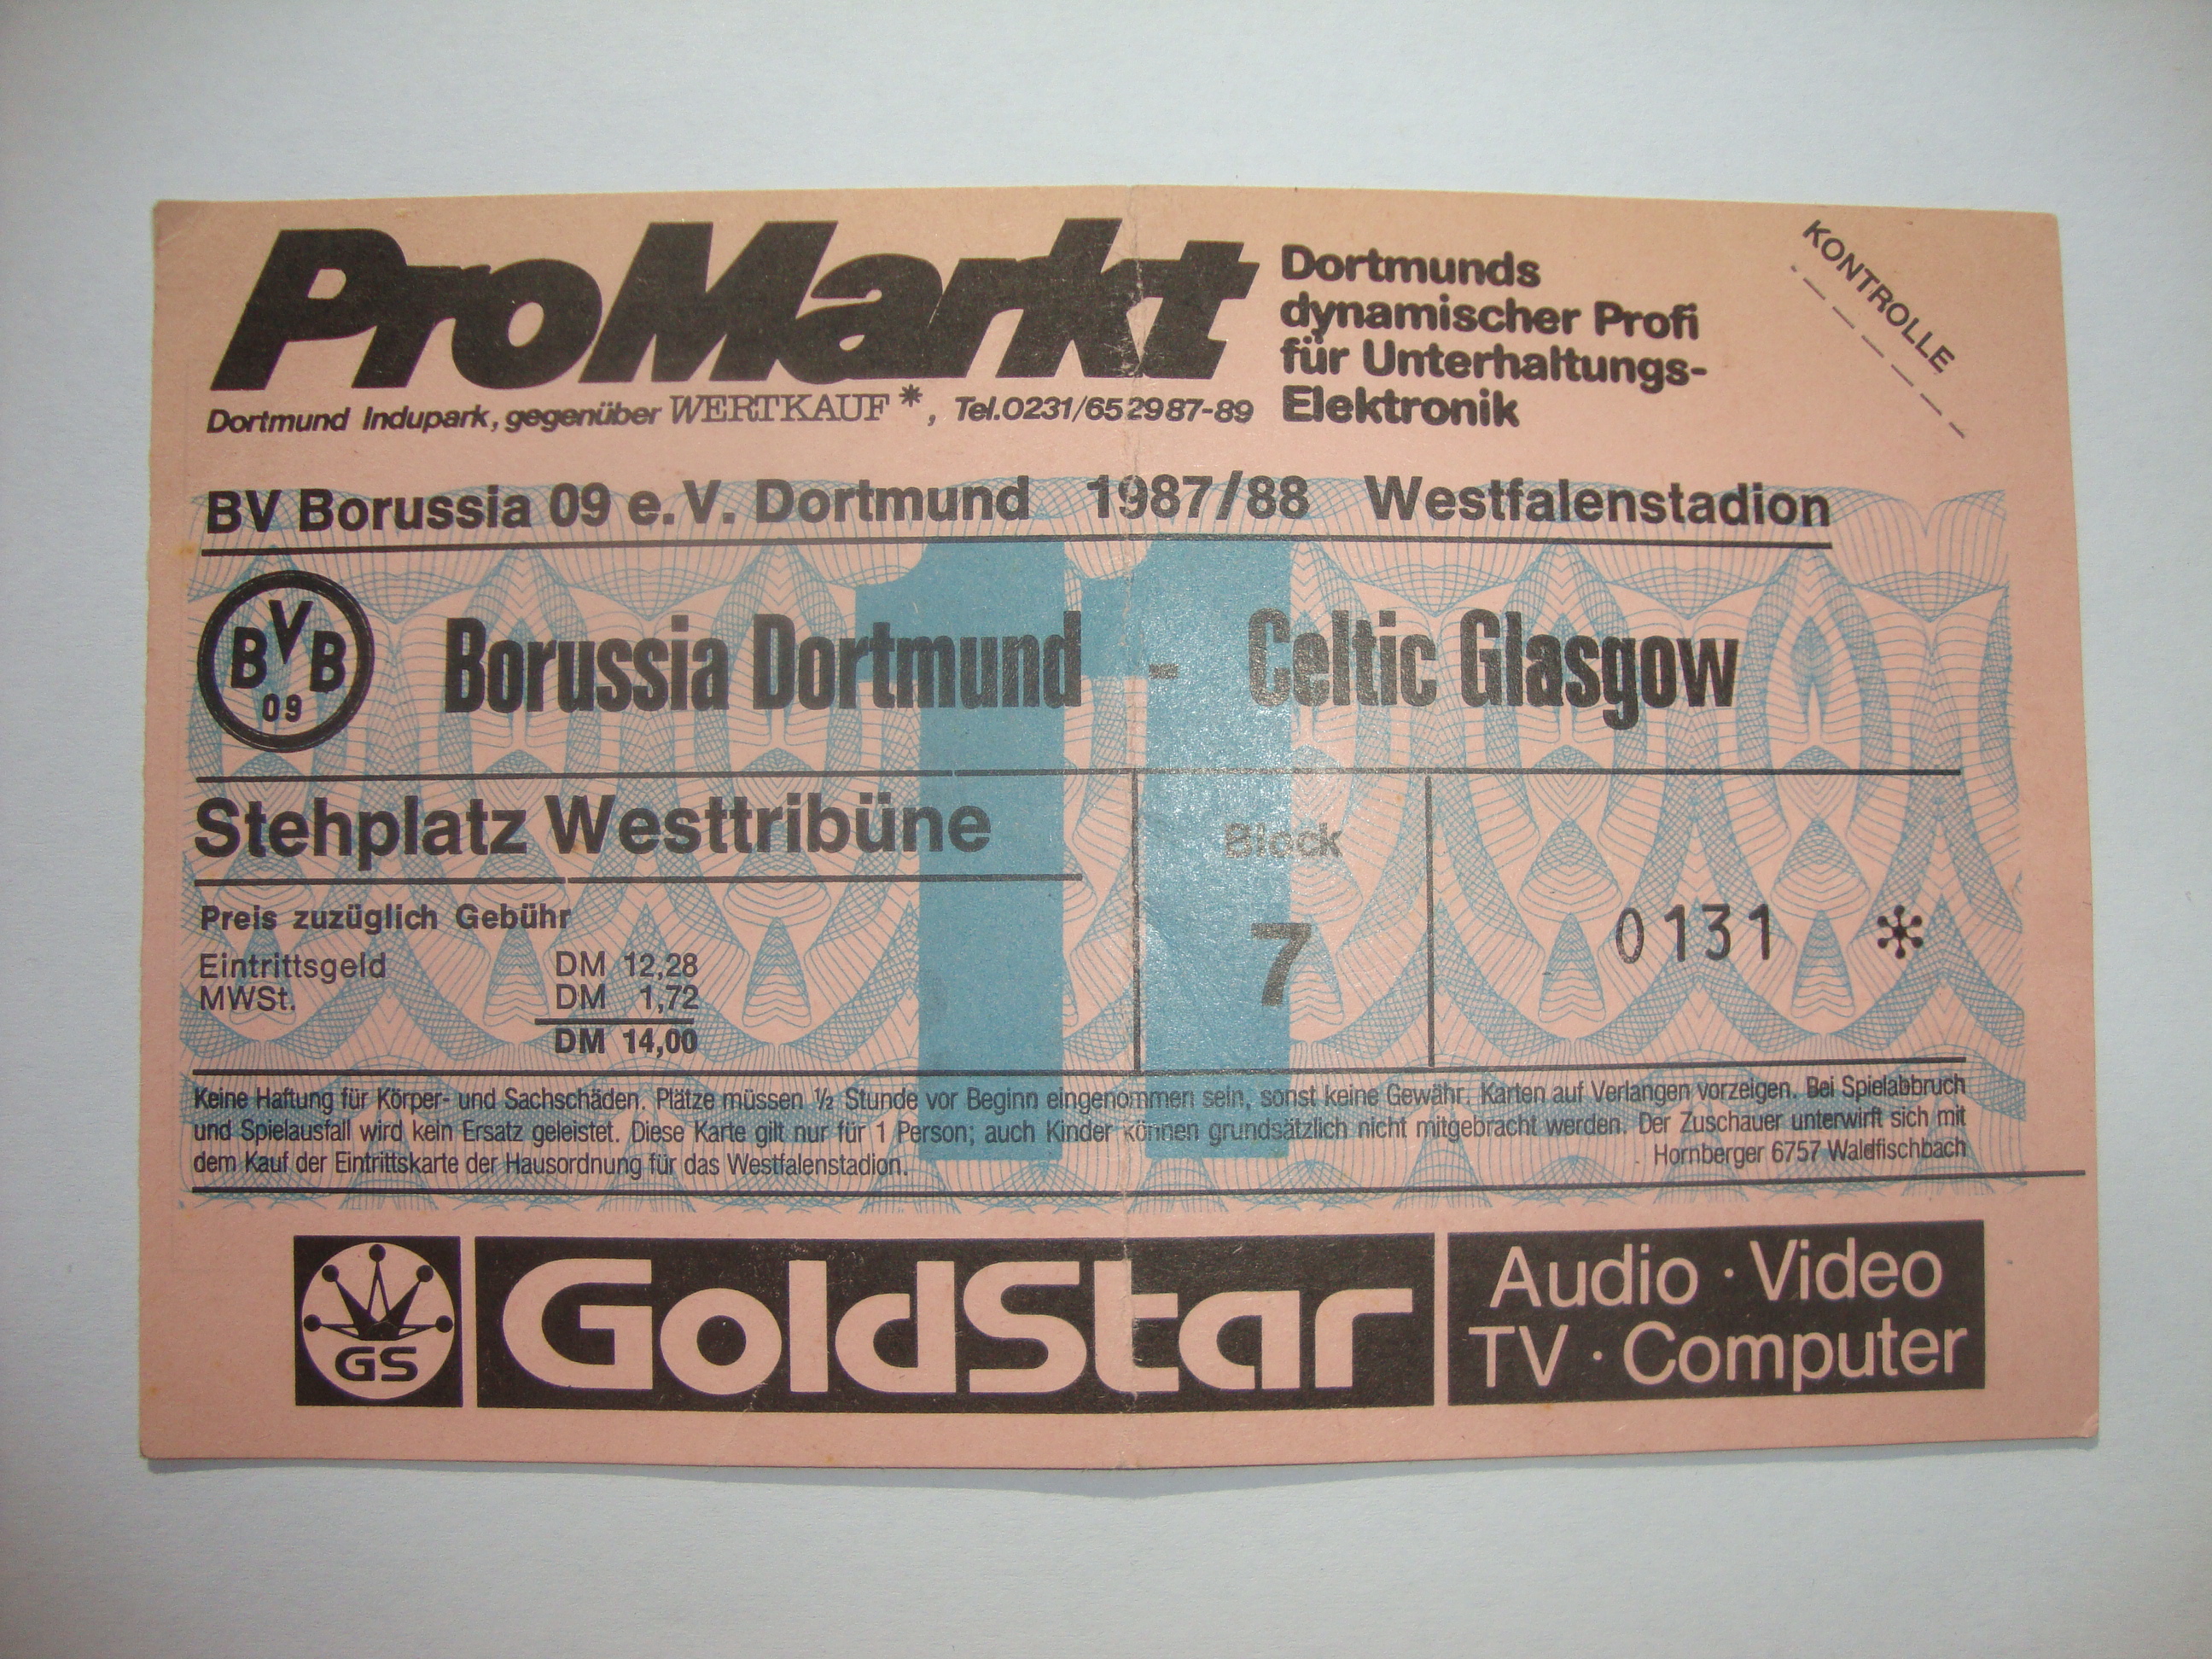 ProMarkt
Dortmund Indupark, gegenüber WERTKAUF *, Tel.0231/652987-89
Dortmunds
dynamischer Profi
für Unterhaltungs-
Elektronik
KONTROLLE
BV Borussia 09 e.V. Dortmund 1987/88 Westfalenstadion
11
BVB
09
Borussia Dortmund - Celtic Glasgow
Stehplatz Westtribüne
Block
7
0131 *
Preis zuzüglich Gebühr
Eintrittsgeld DM 12,28
MWSt. DM 1,72
DM 14,00
Keine Haftung für Körper- und Sachschäden. Plätze müssen ½ Stunde vor Beginn eingenommen sein, sonst keine Gewähr. Karten auf Verlangen vorzeigen. Bei Spielabbruch
und Spielausfall wird kein Ersatz geleistet. Diese Karte gilt nur für 1 Person; auch Kinder können grundsätzlich nicht mitgebracht werden. Der Zuschauer unterwirft sich mit
dem Kauf der Eintrittskarte der Hausordnung für das Westfalenstadion. Hornberger 6757 Waldfischbach
GS
GoldStar
Audio · Video
TV · Computer